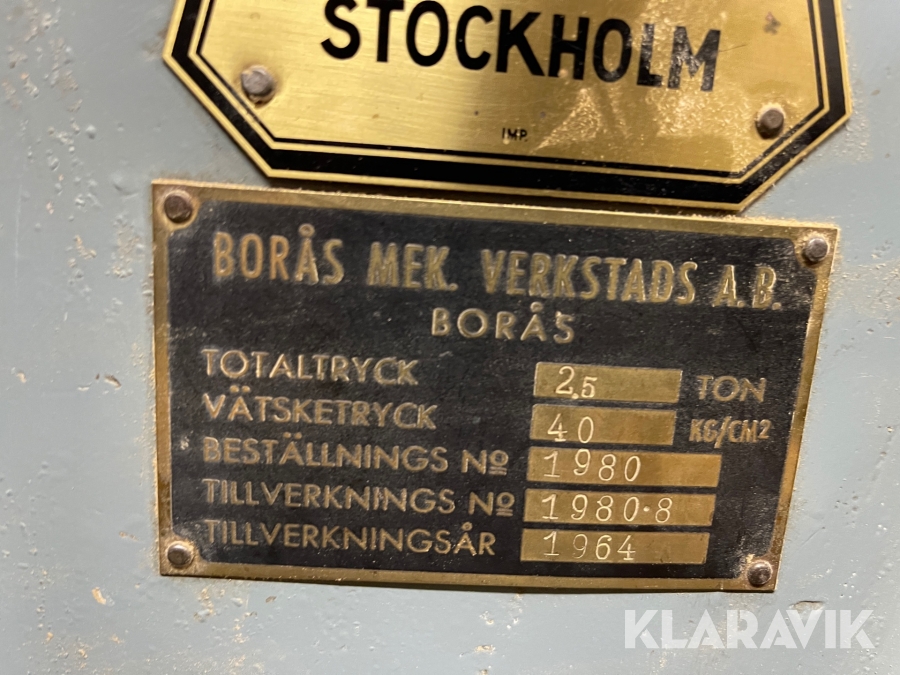 STOCKHOLM
IMP.
BORÅS MEK. VERKSTADS A.B.
BORÅS
TOTALTRYCK 2,5 TON
VÄTSKETRYCK 40 KG/CM2
BESTÄLLNINGS Nº 1980
TILLVERKNINGS Nº 1980·8
TILLVERKNINGSÅR 1964
KLARAVIK